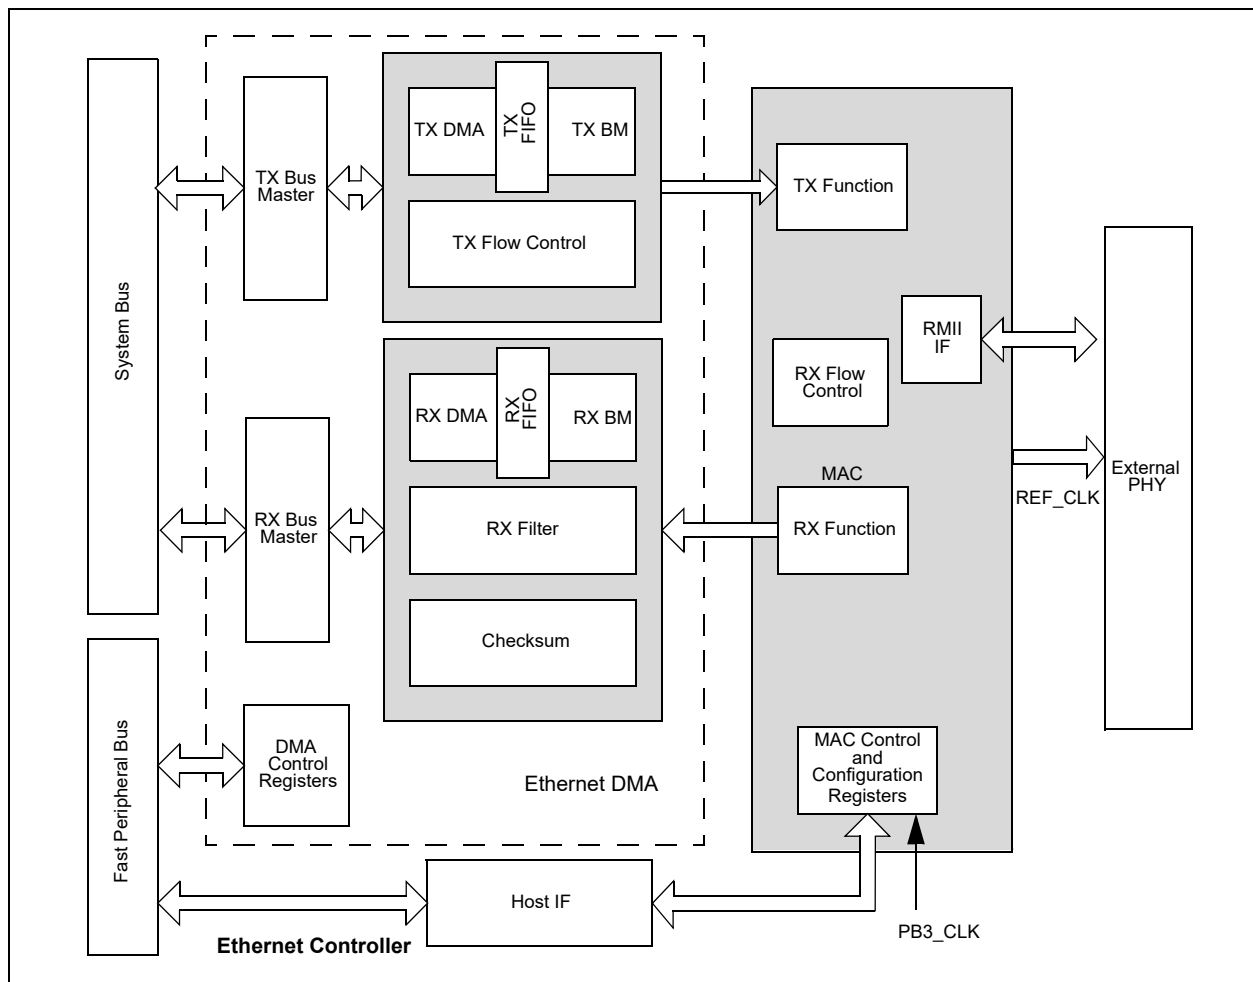 System Bus
Fast Peripheral Bus
TX Bus
Master
TX DMA
TX
FIFO
TX BM
TX Flow Control
RX Bus
Master
RX DMA
RX
FIFO
RX BM
RX Filter
Checksum
DMA
Control
Registers
Ethernet DMA
TX Function
RMII
IF
RX Flow
Control
MAC
RX Function
MAC Control
and
Configuration
Registers
REF_CLK
External
PHY
Host IF
PB3_CLK
Ethernet Controller